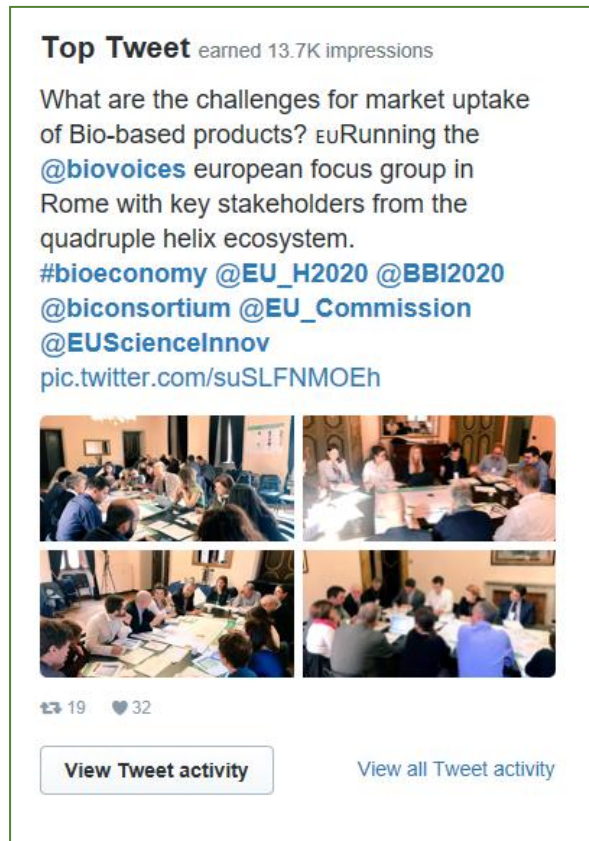 Top Tweet earned 13.7K impressions
What are the challenges for market uptake
of Bio-based products? EURunning the
@biovoices european focus group in
Rome with key stakeholders from the
quadruple helix ecosystem.
#bioeconomy @EU_H2020 @BBI2020
@biconsortium @EU_Commission
@EUScienceInnov
pic.twitter.com/suSLFNMOEh
19 32
View Tweet activity View all Tweet activity